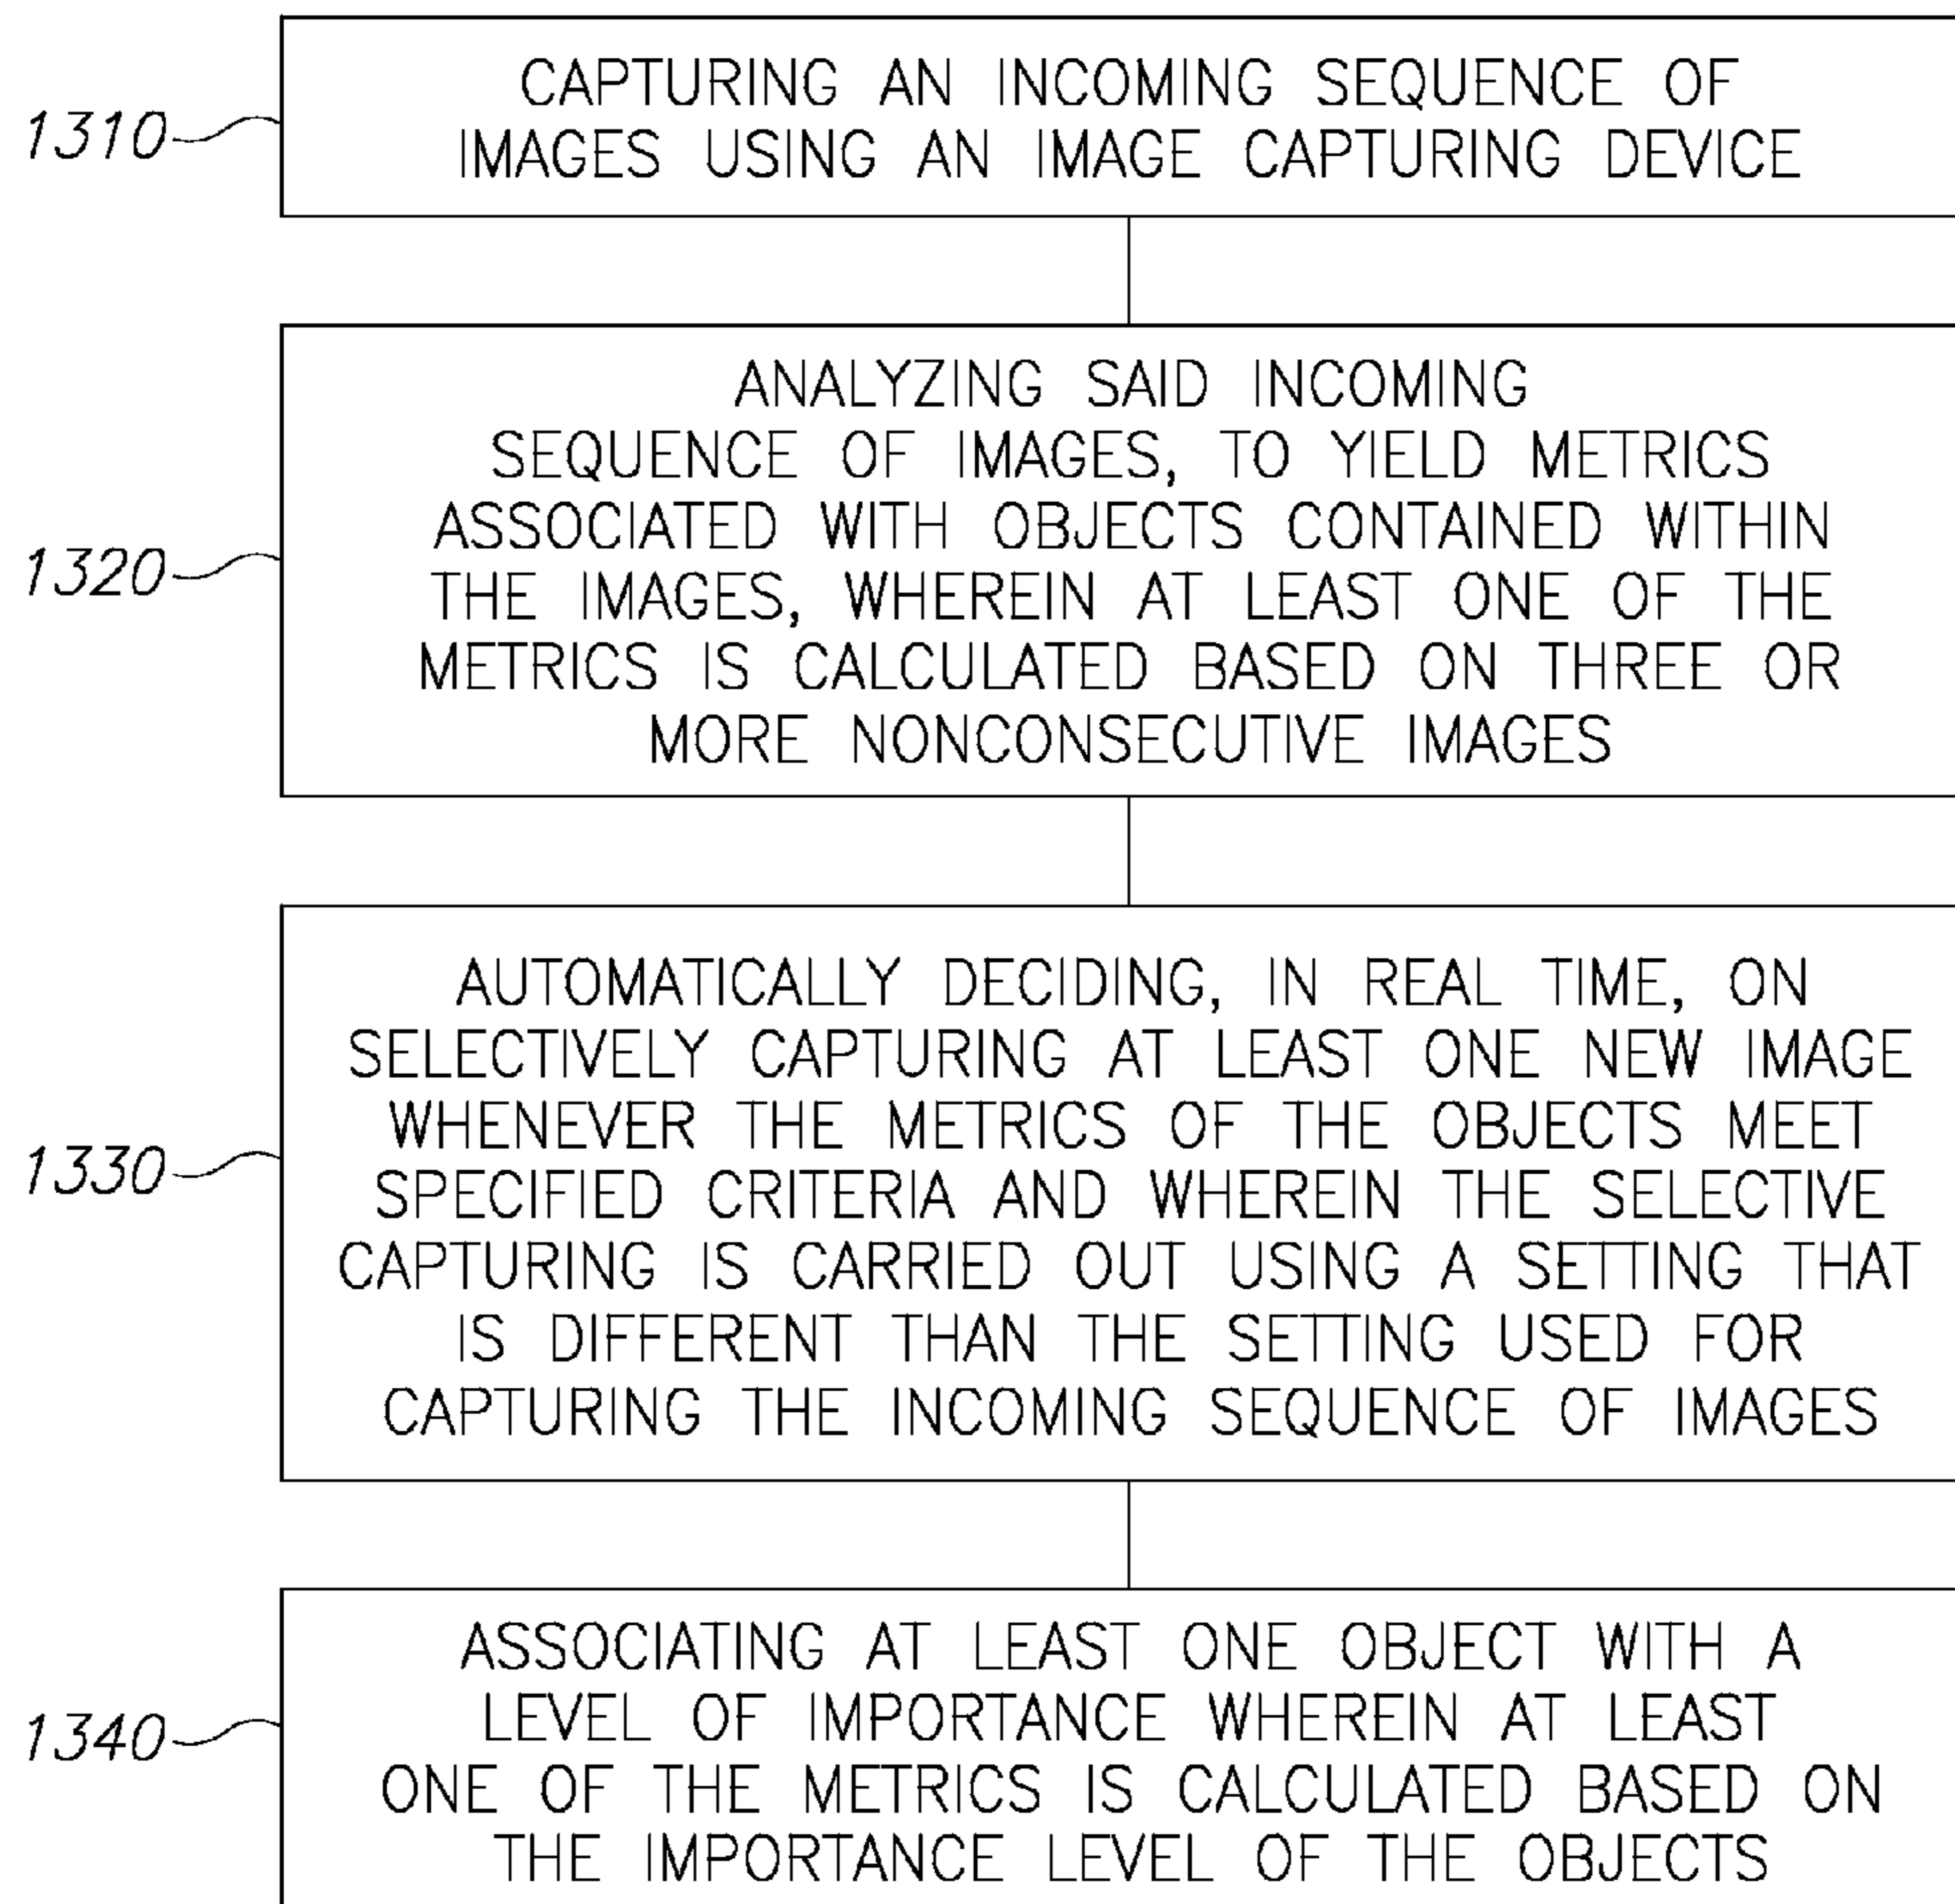 CAPTURING AN INCOMING SEQUENCE OF
1310
IMAGES USING AN IMAGE CAPTURING DEVICE
ANALYZING SAID INCOMING
SEQUENCE OF IMAGES, TO YIELD METRICS
ASSOCIATED WITH OBJECTS CONTAINED WITHIN
1320
THE IMAGES, WHEREIN AT LEAST ONE OF THE
METRICS IS CALCULATED BASED ON THREE OR
MORE NONCONSECUTIVE IMAGES
AUTOMATICALLY DECIDING, IN REAL TIME, ON
SELECTIVELY CAPTURING AT LEAST ONE NEW IMAGE
WHENEVER THE METRICS OF THE OBJECTS MEET
1330
SPECIFIED CRITERIA AND WHEREIN THE SELECTIVE
CAPTURING IS CARRIED OUT USING A SETTING THAT
IS DIFFERENT THAN THE SETTING USED FOR
CAPTURING THE INCOMING SEQUENCE OF IMAGES
ASSOCIATING AT LEAST ONE OBJECT WITH A
1340
LEVEL OF IMPORTANCE WHEREIN AT LEAST
ONE OF THE METRICS IS CALCULATED BASED ON
THE IMPORTANCE LEVEL OF THE OBJECTS